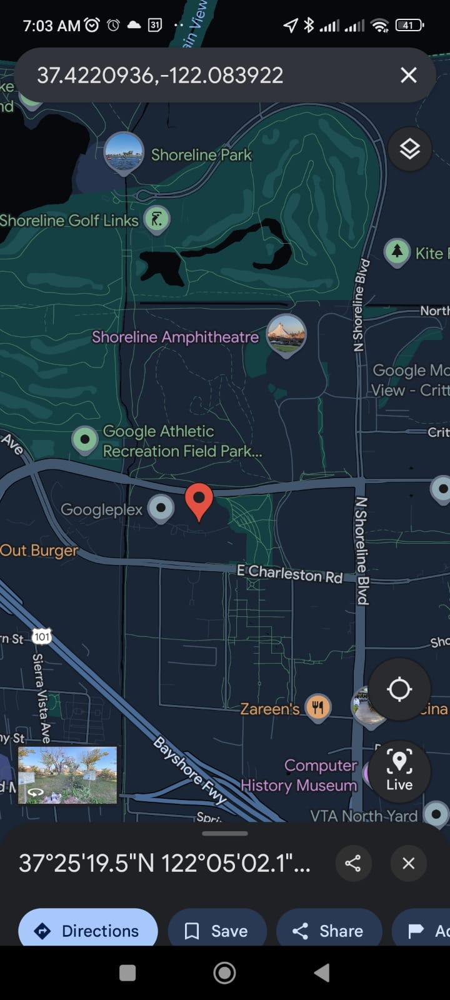 7:03 AM
31
41
ain View
37.4220936,-122.083922
ke
nd
Shoreline Park
Shoreline Golf Links
Kite F
N Shoreline Blvd
North
Shoreline Amphitheatre
Google Mo
View - Critt
Google Athletic
Recreation Field Park...
Crit
Ave
Googleplex
N Shoreline Blvd
Out Burger
E Charleston Rd
rn St
101
Sho
Sierra Vista Ave
Zareen's
cina
ny St
Bayshore Fwy
Computer
History Museum
Live
d M
VTA North Yard
Spri
37°25'19.5"N 122°05'02.1"...
Directions
Save
Share
Ad